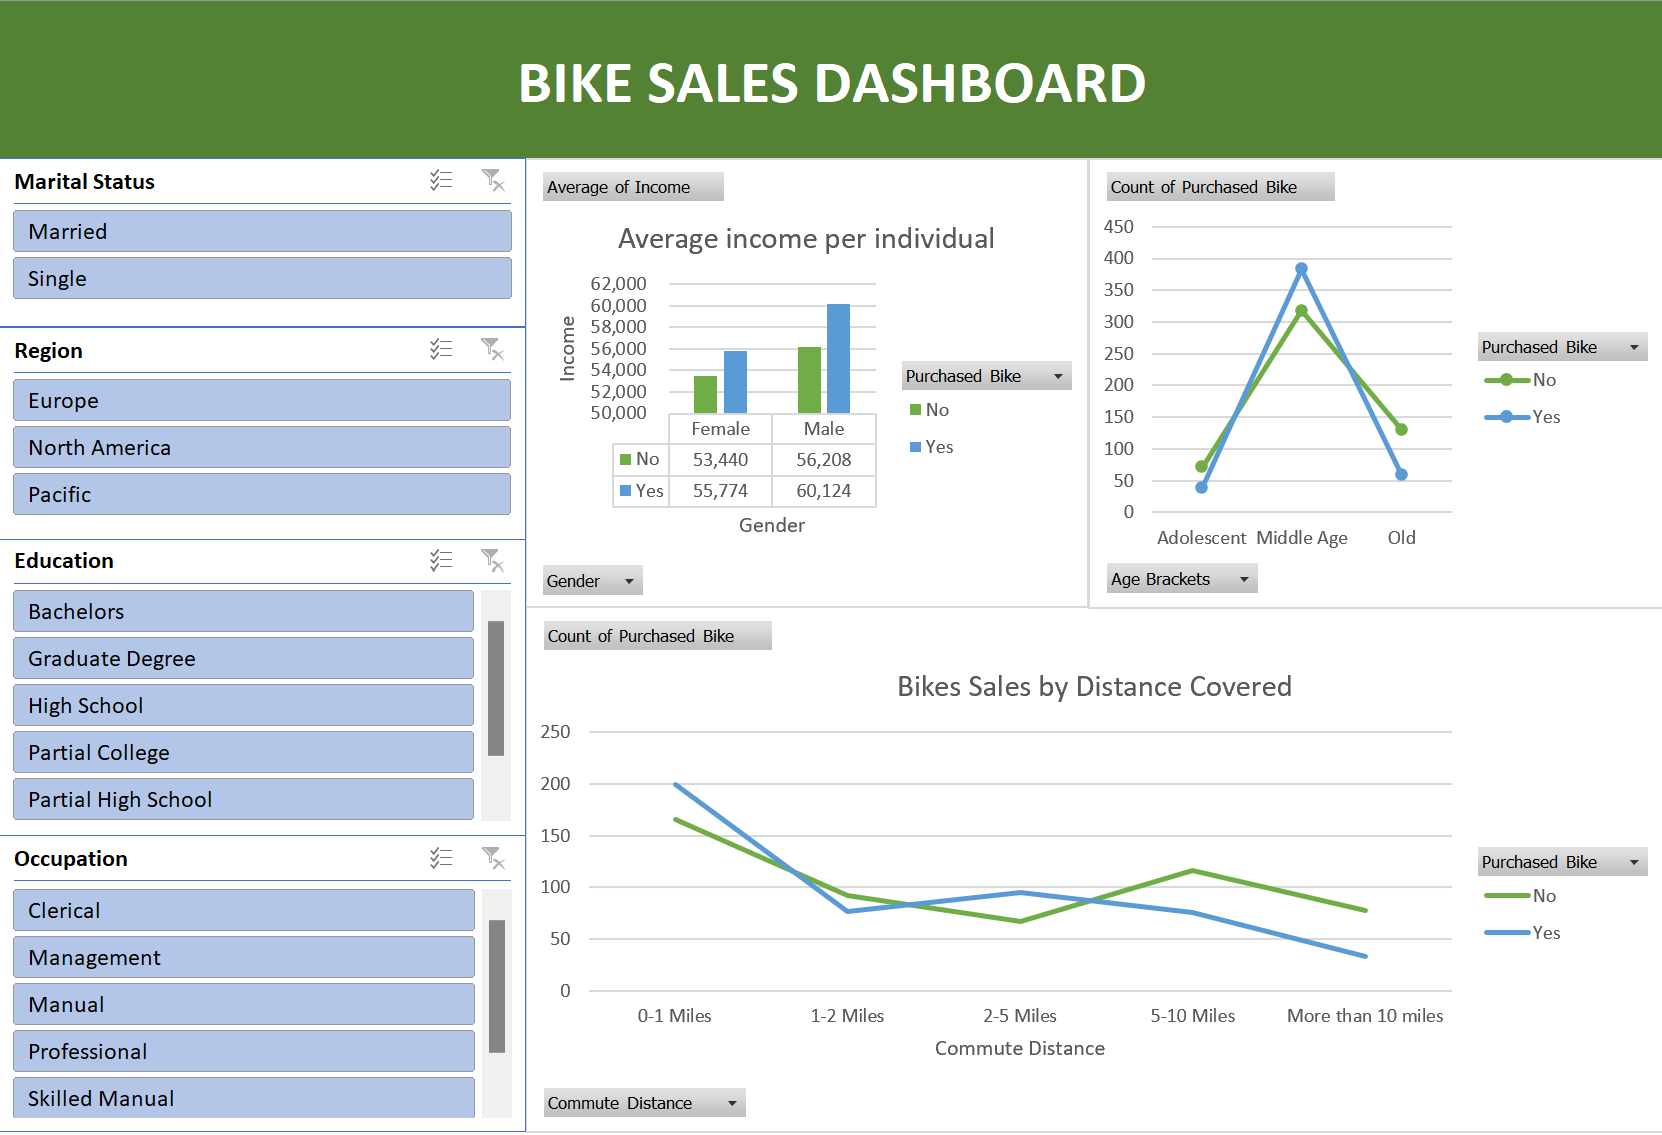 BIKE SALES DASHBOARD
Marital Status
Married
Single
Region
Europe
North America
Pacific
Education
Bachelors
Graduate Degree
High School
Partial College
Partial High School
Occupation
Clerical
Management
Manual
Professional
Skilled Manual
Average of Income
Average income per individual
Income
62,000
60,000
58,000
56,000
54,000
52,000
50,000
Female Male
No 53,440 56,208
Yes 55,774 60,124
Gender
Purchased Bike
No
Yes
Gender
Count of Purchased Bike
450
400
350
300
250
200
150
100
50
0
Adolescent Middle Age Old
Purchased Bike
No
Yes
Age Brackets
Count of Purchased Bike
Bikes Sales by Distance Covered
250
200
150
100
50
0
0-1 Miles 1-2 Miles 2-5 Miles 5-10 Miles More than 10 miles
Commute Distance
Purchased Bike
No
Yes
Commute Distance